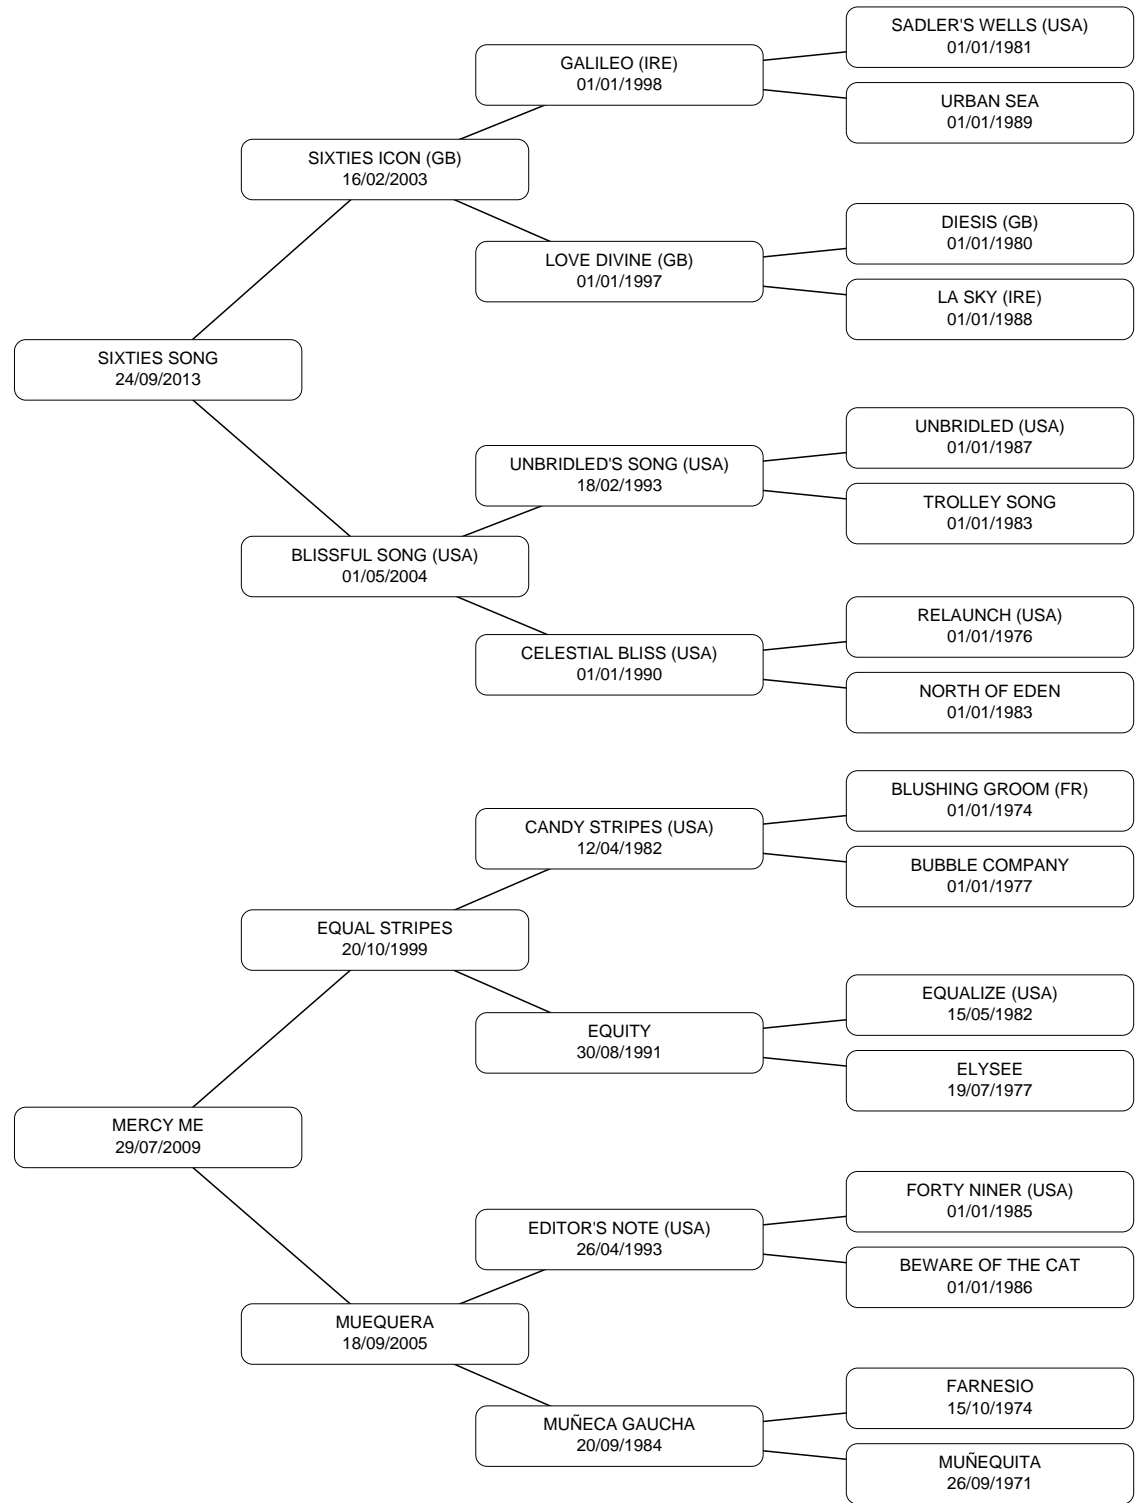 SADLER'S WELLS (USA)
01/01/1981
GALILEO (IRE)
01/01/1998
URBAN SEA
01/01/1989
SIXTIES ICON (GB)
16/02/2003
DIESIS (GB)
01/01/1980
LOVE DIVINE (GB)
01/01/1997
LA SKY (IRE)
01/01/1988
SIXTIES SONG
24/09/2013
UNBRIDLED (USA)
01/01/1987
UNBRIDLED'S SONG (USA)
18/02/1993
TROLLEY SONG
01/01/1983
BLISSFUL SONG (USA)
01/05/2004
RELAUNCH (USA)
01/01/1976
CELESTIAL BLISS (USA)
01/01/1990
NORTH OF EDEN
01/01/1983
BLUSHING GROOM (FR)
01/01/1974
CANDY STRIPES (USA)
12/04/1982
BUBBLE COMPANY
01/01/1977
EQUAL STRIPES
20/10/1999
EQUALIZE (USA)
15/05/1982
EQUITY
30/08/1991
ELYSEE
19/07/1977
MERCY ME
29/07/2009
FORTY NINER (USA)
01/01/1985
EDITOR'S NOTE (USA)
26/04/1993
BEWARE OF THE CAT
01/01/1986
MUEQUERA
18/09/2005
FARNESIO
15/10/1974
MUÑECA GAUCHA
20/09/1984
MUÑEQUITA
26/09/1971